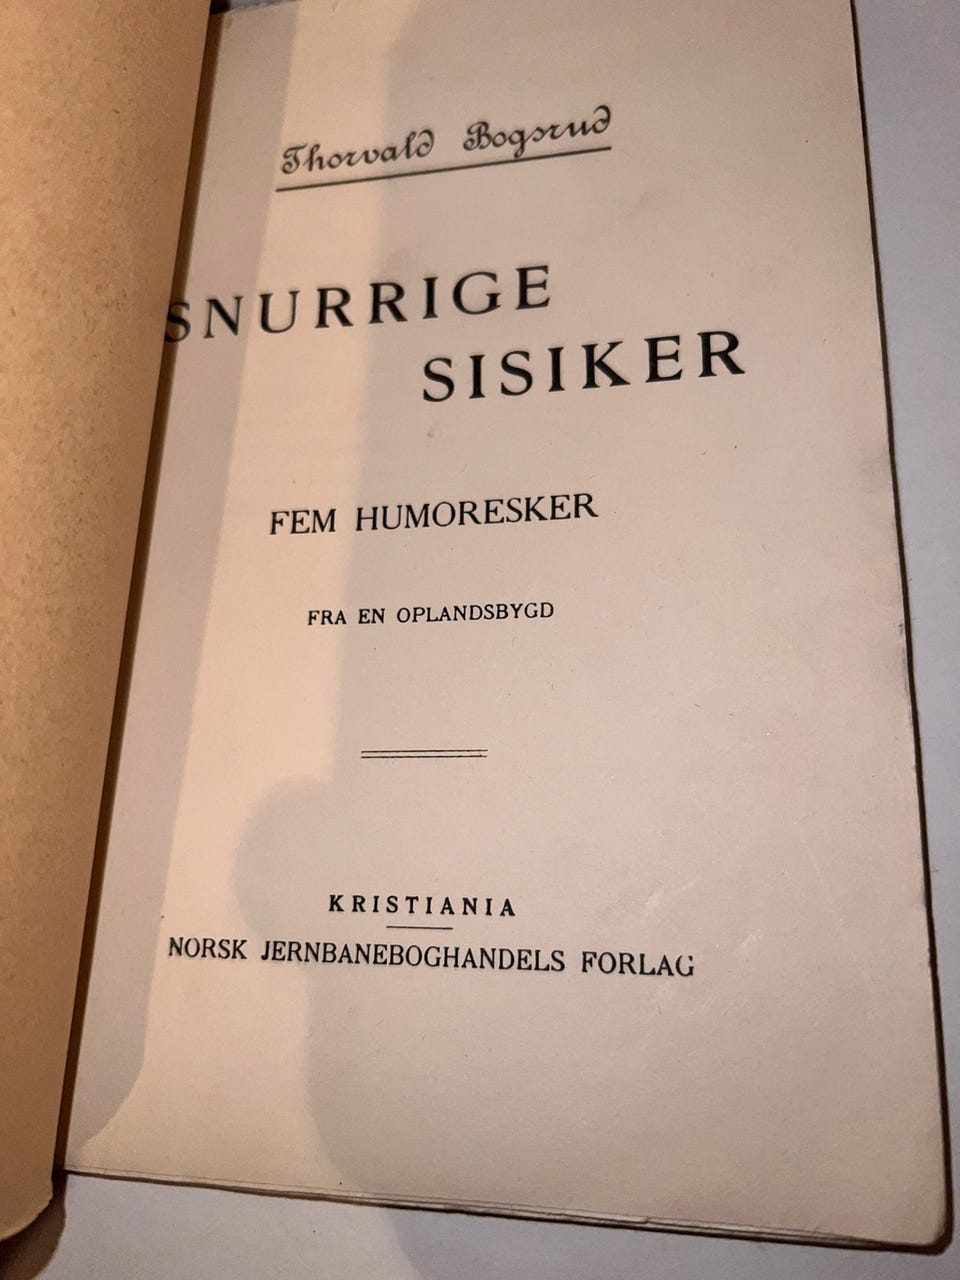 Thorvald Bogsrud
SNURRIGE
SISIKER
FEM HUMORESKER
FRA EN OPLANDSBYGD
KRISTIANIA
NORSK JERNBANEBOGHANDELS FORLAG